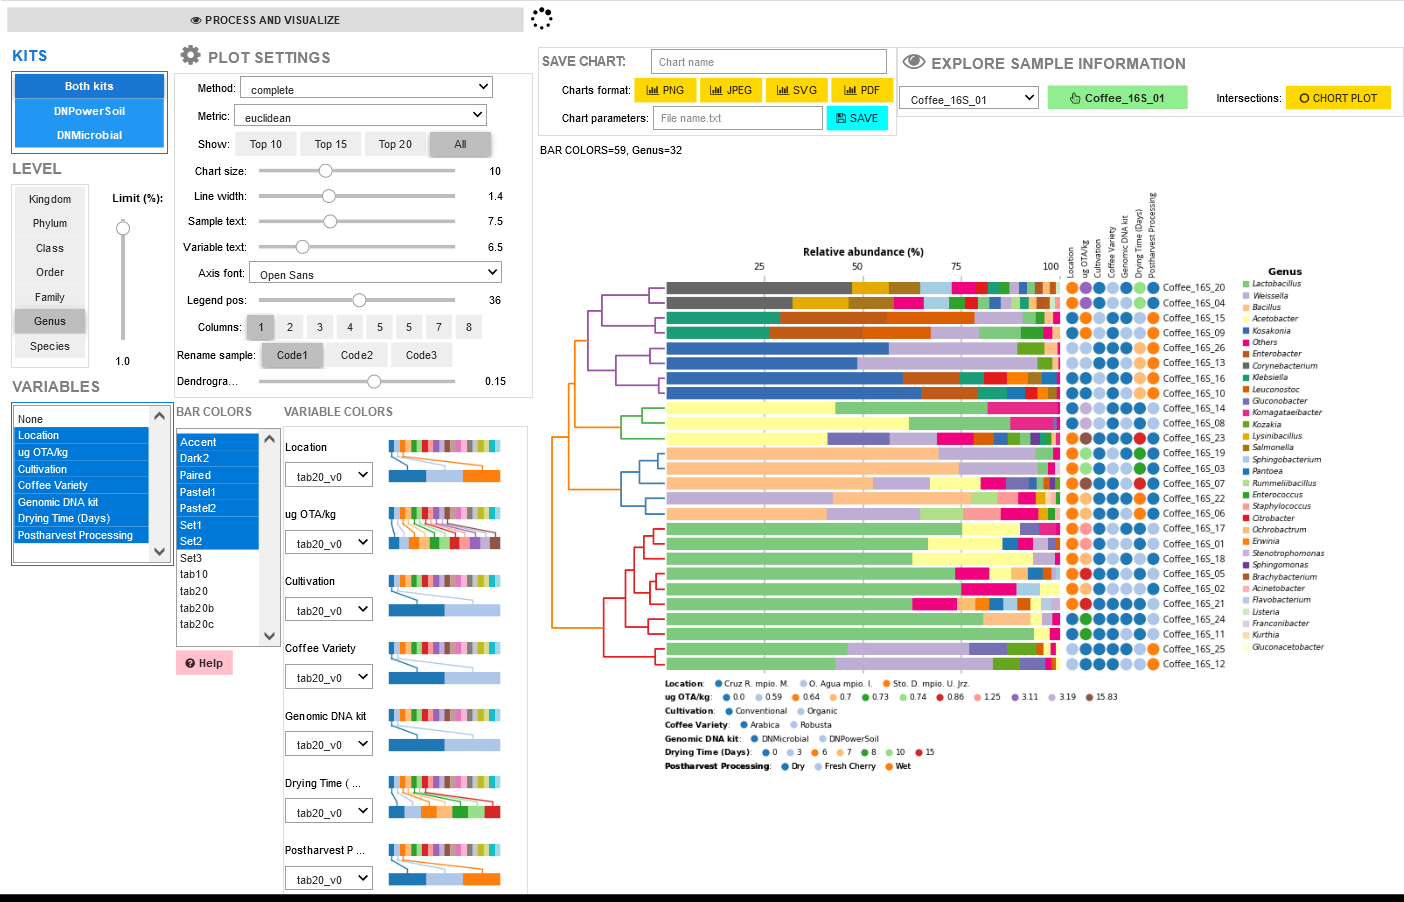 PROCESS AND VISUALIZE
KITS
Both kits
DNPowerSoil
DNMicrobial
LEVEL
Kingdom
Phylum
Class
Order
Family
Genus
Species
Limit (%):
1.0
VARIABLES
None
Location
ug OTA/kg
Cultivation
Coffee Variety
Genomic DNA kit
Drying Time (Days)
Postharvest Processing
PLOT SETTINGS
Method: complete
Metric: euclidean
Show: Top 10 Top 15 Top 20 All
Chart size: 10
Line width: 1.4
Sample text: 7.5
Variable text: 6.5
Axis font: Open Sans
Legend pos: 36
Columns: 1 2 3 4 5 5 7 8
Rename sample: Code1 Code2 Code3
Dendrogra... 0.15
BAR COLORS
Accent
Dark2
Paired
Pastel1
Pastel2
Set1
Set2
Set3
tab10
tab20
tab20b
tab20c
Help
VARIABLE COLORS
Location
tab20_v0
ug OTA/kg
tab20_v0
Cultivation
tab20_v0
Coffee Variety
tab20_v0
Genomic DNA kit
tab20_v0
Drying Time ( ...
tab20_v0
Postharvest P ...
tab20_v0
SAVE CHART: Chart name
Charts format: PNG JPEG SVG PDF
Chart parameters: File name.txt SAVE
EXPLORE SAMPLE INFORMATION
Coffee_16S_01 Coffee_16S_01 Intersections: CHORT PLOT
BAR COLORS=59, Genus=32
Relative abundance (%)
25 50 75 100
Location
ug OTA/kg
Cultivation
Coffee Variety
Genomic DNA kit
Drying Time (Days)
Postharvest Processing
Coffee_16S_20
Coffee_16S_04
Coffee_16S_15
Coffee_16S_09
Coffee_16S_26
Coffee_16S_13
Coffee_16S_16
Coffee_16S_10
Coffee_16S_14
Coffee_16S_08
Coffee_16S_23
Coffee_16S_19
Coffee_16S_03
Coffee_16S_07
Coffee_16S_22
Coffee_16S_06
Coffee_16S_17
Coffee_16S_01
Coffee_16S_18
Coffee_16S_05
Coffee_16S_02
Coffee_16S_21
Coffee_16S_24
Coffee_16S_11
Coffee_16S_25
Coffee_16S_12
Genus
Lactobacillus
Weissella
Bacillus
Acetobacter
Kosakonia
Others
Enterobacter
Corynebacterium
Klebsiella
Leuconostoc
Gluconobacter
Komagataeibacter
Kozakia
Lysinibacillus
Salmonella
Sphingobacterium
Pantoea
Rummeliibacillus
Enterococcus
Staphylococcus
Citrobacter
Ochrobactrum
Erwinia
Stenotrophomonas
Sphingomonas
Brachybacterium
Acinetobacter
Flavobacterium
Listeria
Franconibacter
Kurthia
Gluconacetobacter
Location: Cruz R. mpio. M. O. Agua mpio. I. Sto. D. mpio. U. Jrz.
ug OTA/kg: 0.0 0.59 0.64 0.7 0.73 0.74 0.86 1.25 3.11 3.19 15.83
Cultivation: Conventional Organic
Coffee Variety: Arabica Robusta
Genomic DNA kit: DNMicrobial DNPowerSoil
Drying Time (Days): 0 3 6 7 8 10 15
Postharvest Processing: Dry Fresh Cherry Wet